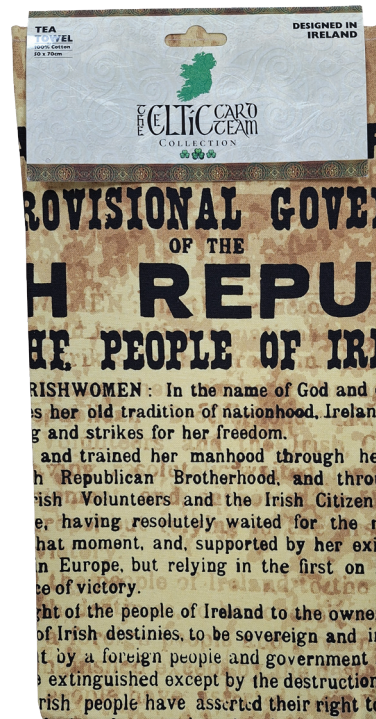 TEA
TOWEL
100% Cotton
50 x 70cm
DESIGNED IN
IRELAND
THE CELTIC CARD
TEAM
COLLECTION
ROVISIONAL GOVE
OF THE
H REPU
HE PEOPLE OF IR
RISHWOMEN: In the name of God and
es her old tradition of nationhood, Irelan
g and strikes for her freedom.
and trained her manhood through he
h Republican Brotherhood, and throu
rish Volunteers and the Irish Citizen
e, having resolutely waited for the r
hat moment, and, supported by her exi
n Europe, but relying in the first on
ce of victory.
ght of the people of Ireland to the owne
of Irish destinies, to be sovereign and i
t by a foreign people and government
e extinguished except by the destruction
rish people have asserted their right t